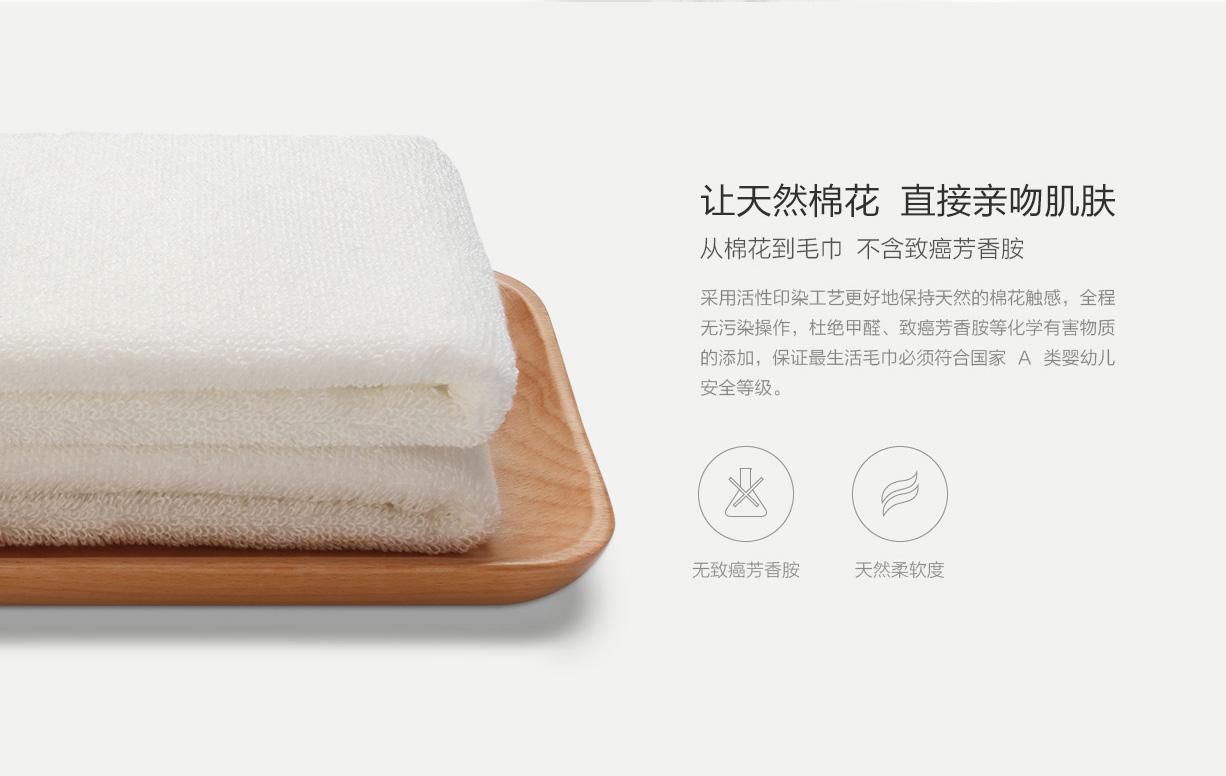 让天然棉花 直接亲吻肌肤
从棉花到毛巾 不含致癌芳香胺
采用活性印染工艺更好地保持天然的棉花触感，全程
无污染操作，杜绝甲醛、致癌芳香胺等化学有害物质
的添加，保证最生活毛巾必须符合国家 A 类婴幼儿
安全等级。
无致癌芳香胺
天然柔软度